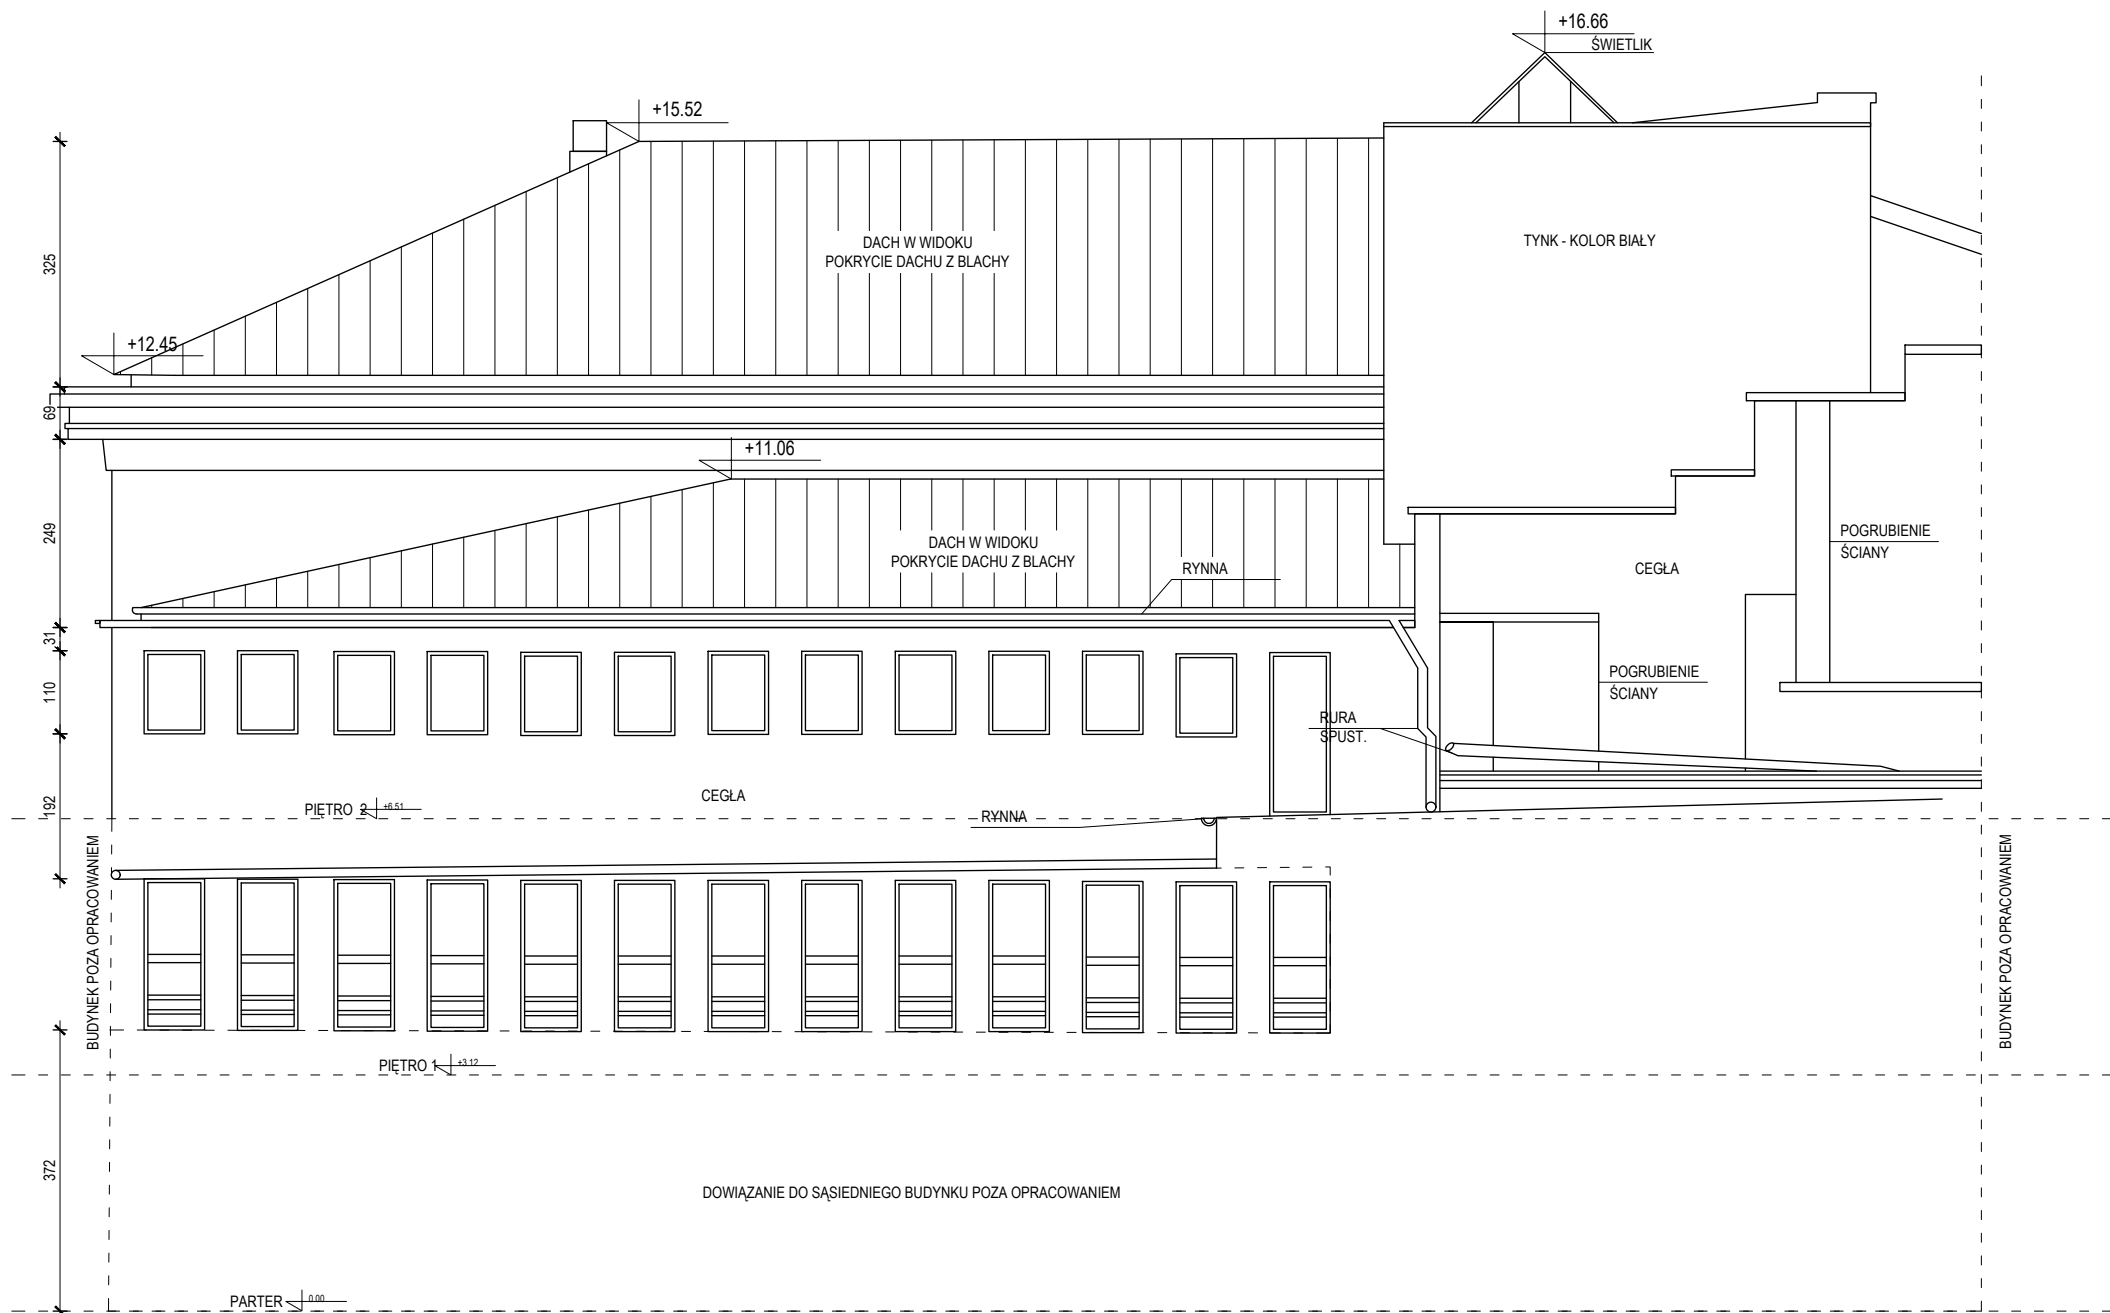 +16.66
ŚWIETLIK
+15.52
325
DACH W WIDOKU
POKRYCIE DACHU Z BLACHY
TYNK - KOLOR BIAŁY
+12.45
69
+11.06
249
DACH W WIDOKU
POKRYCIE DACHU Z BLACHY
RYNNA
POGRUBIENIE
ŚCIANY
CEGŁA
31
110
POGRUBIENIE
ŚCIANY
RURA
SPUST.
192
CEGŁA
PIĘTRO 2
+6.51
RYNNA
BUDYNEK POZA OPRACOWANIEM
BUDYNEK POZA OPRACOWANIEM
PIĘTRO 1
+3.12
372
DOWIĄZANIE DO SĄSIEDNIEGO BUDYNKU POZA OPRACOWANIEM
PARTER
0.00